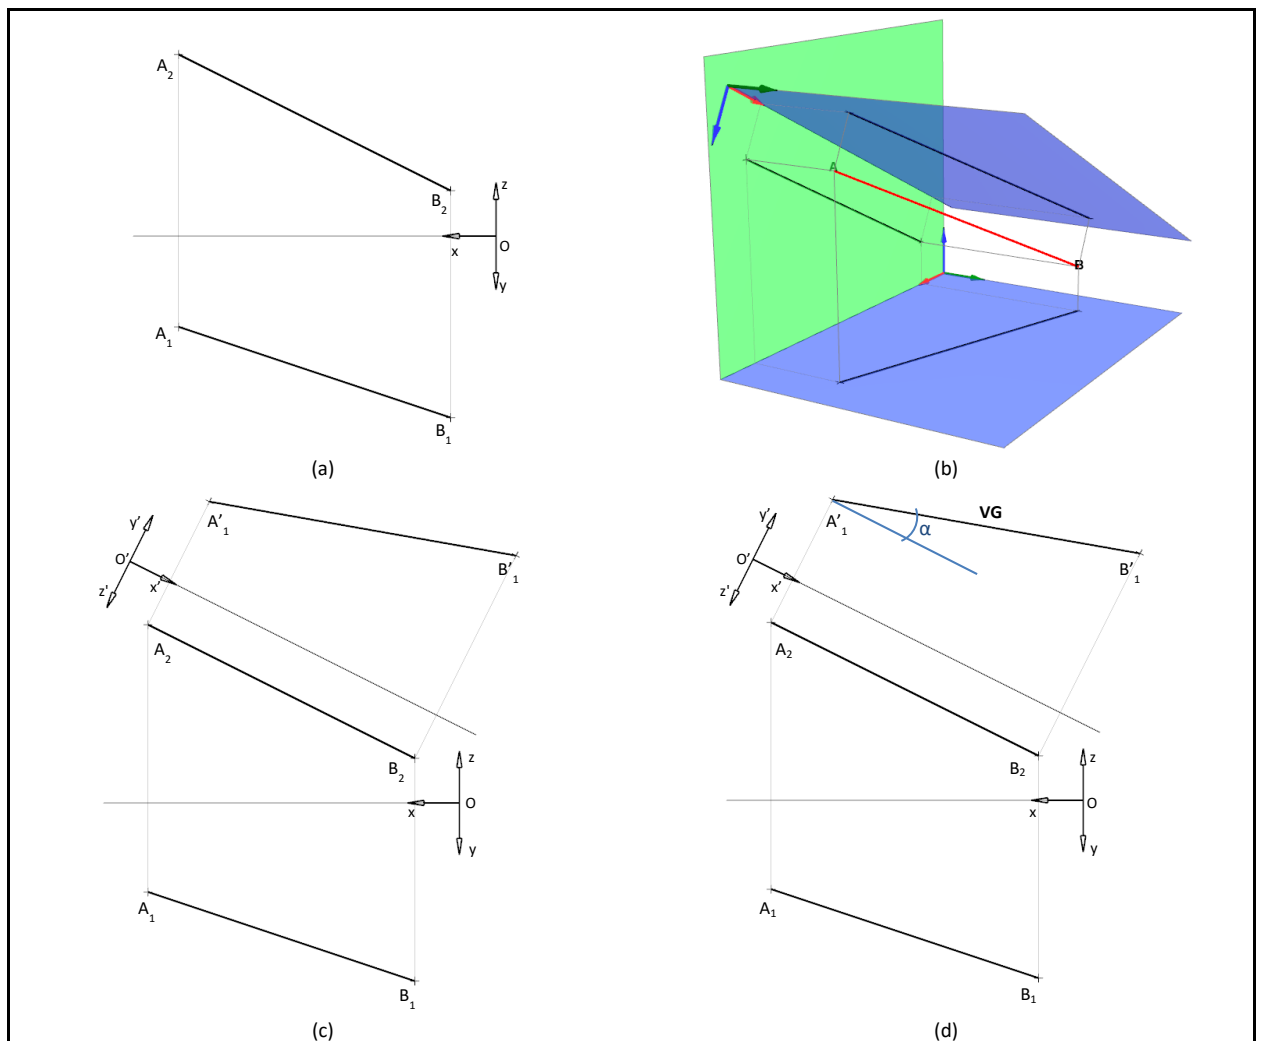 A2
z
B2
O
x
y
A1
B1
(a)
A
B
(b)
A'1
y'
O'
x'
z'
B'1
A2
z
B2
O
x
y
A1
B1
(c)
VG
A'1
α
y'
O'
x'
z'
B'1
A2
z
B2
O
x
y
A1
B1
(d)